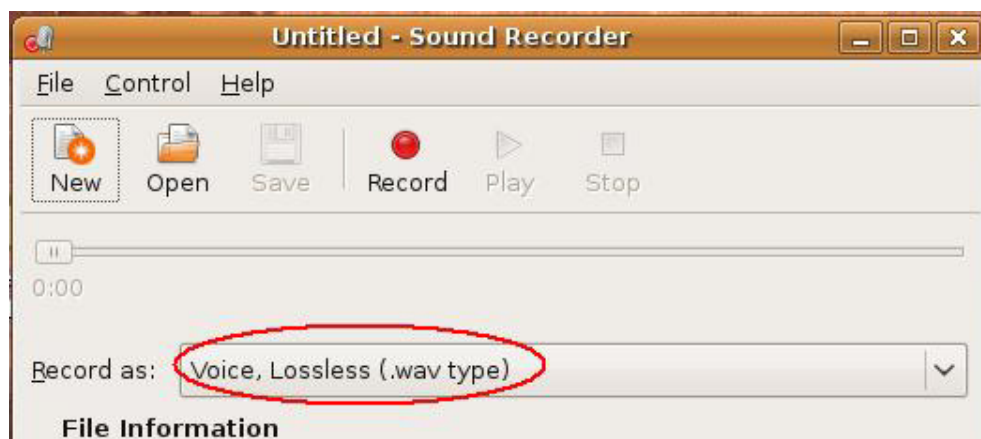 Untitled - Sound Recorder
File Control Help
New Open Save Record Play Stop
0:00
Record as: Voice, Lossless (.wav type)
File Information